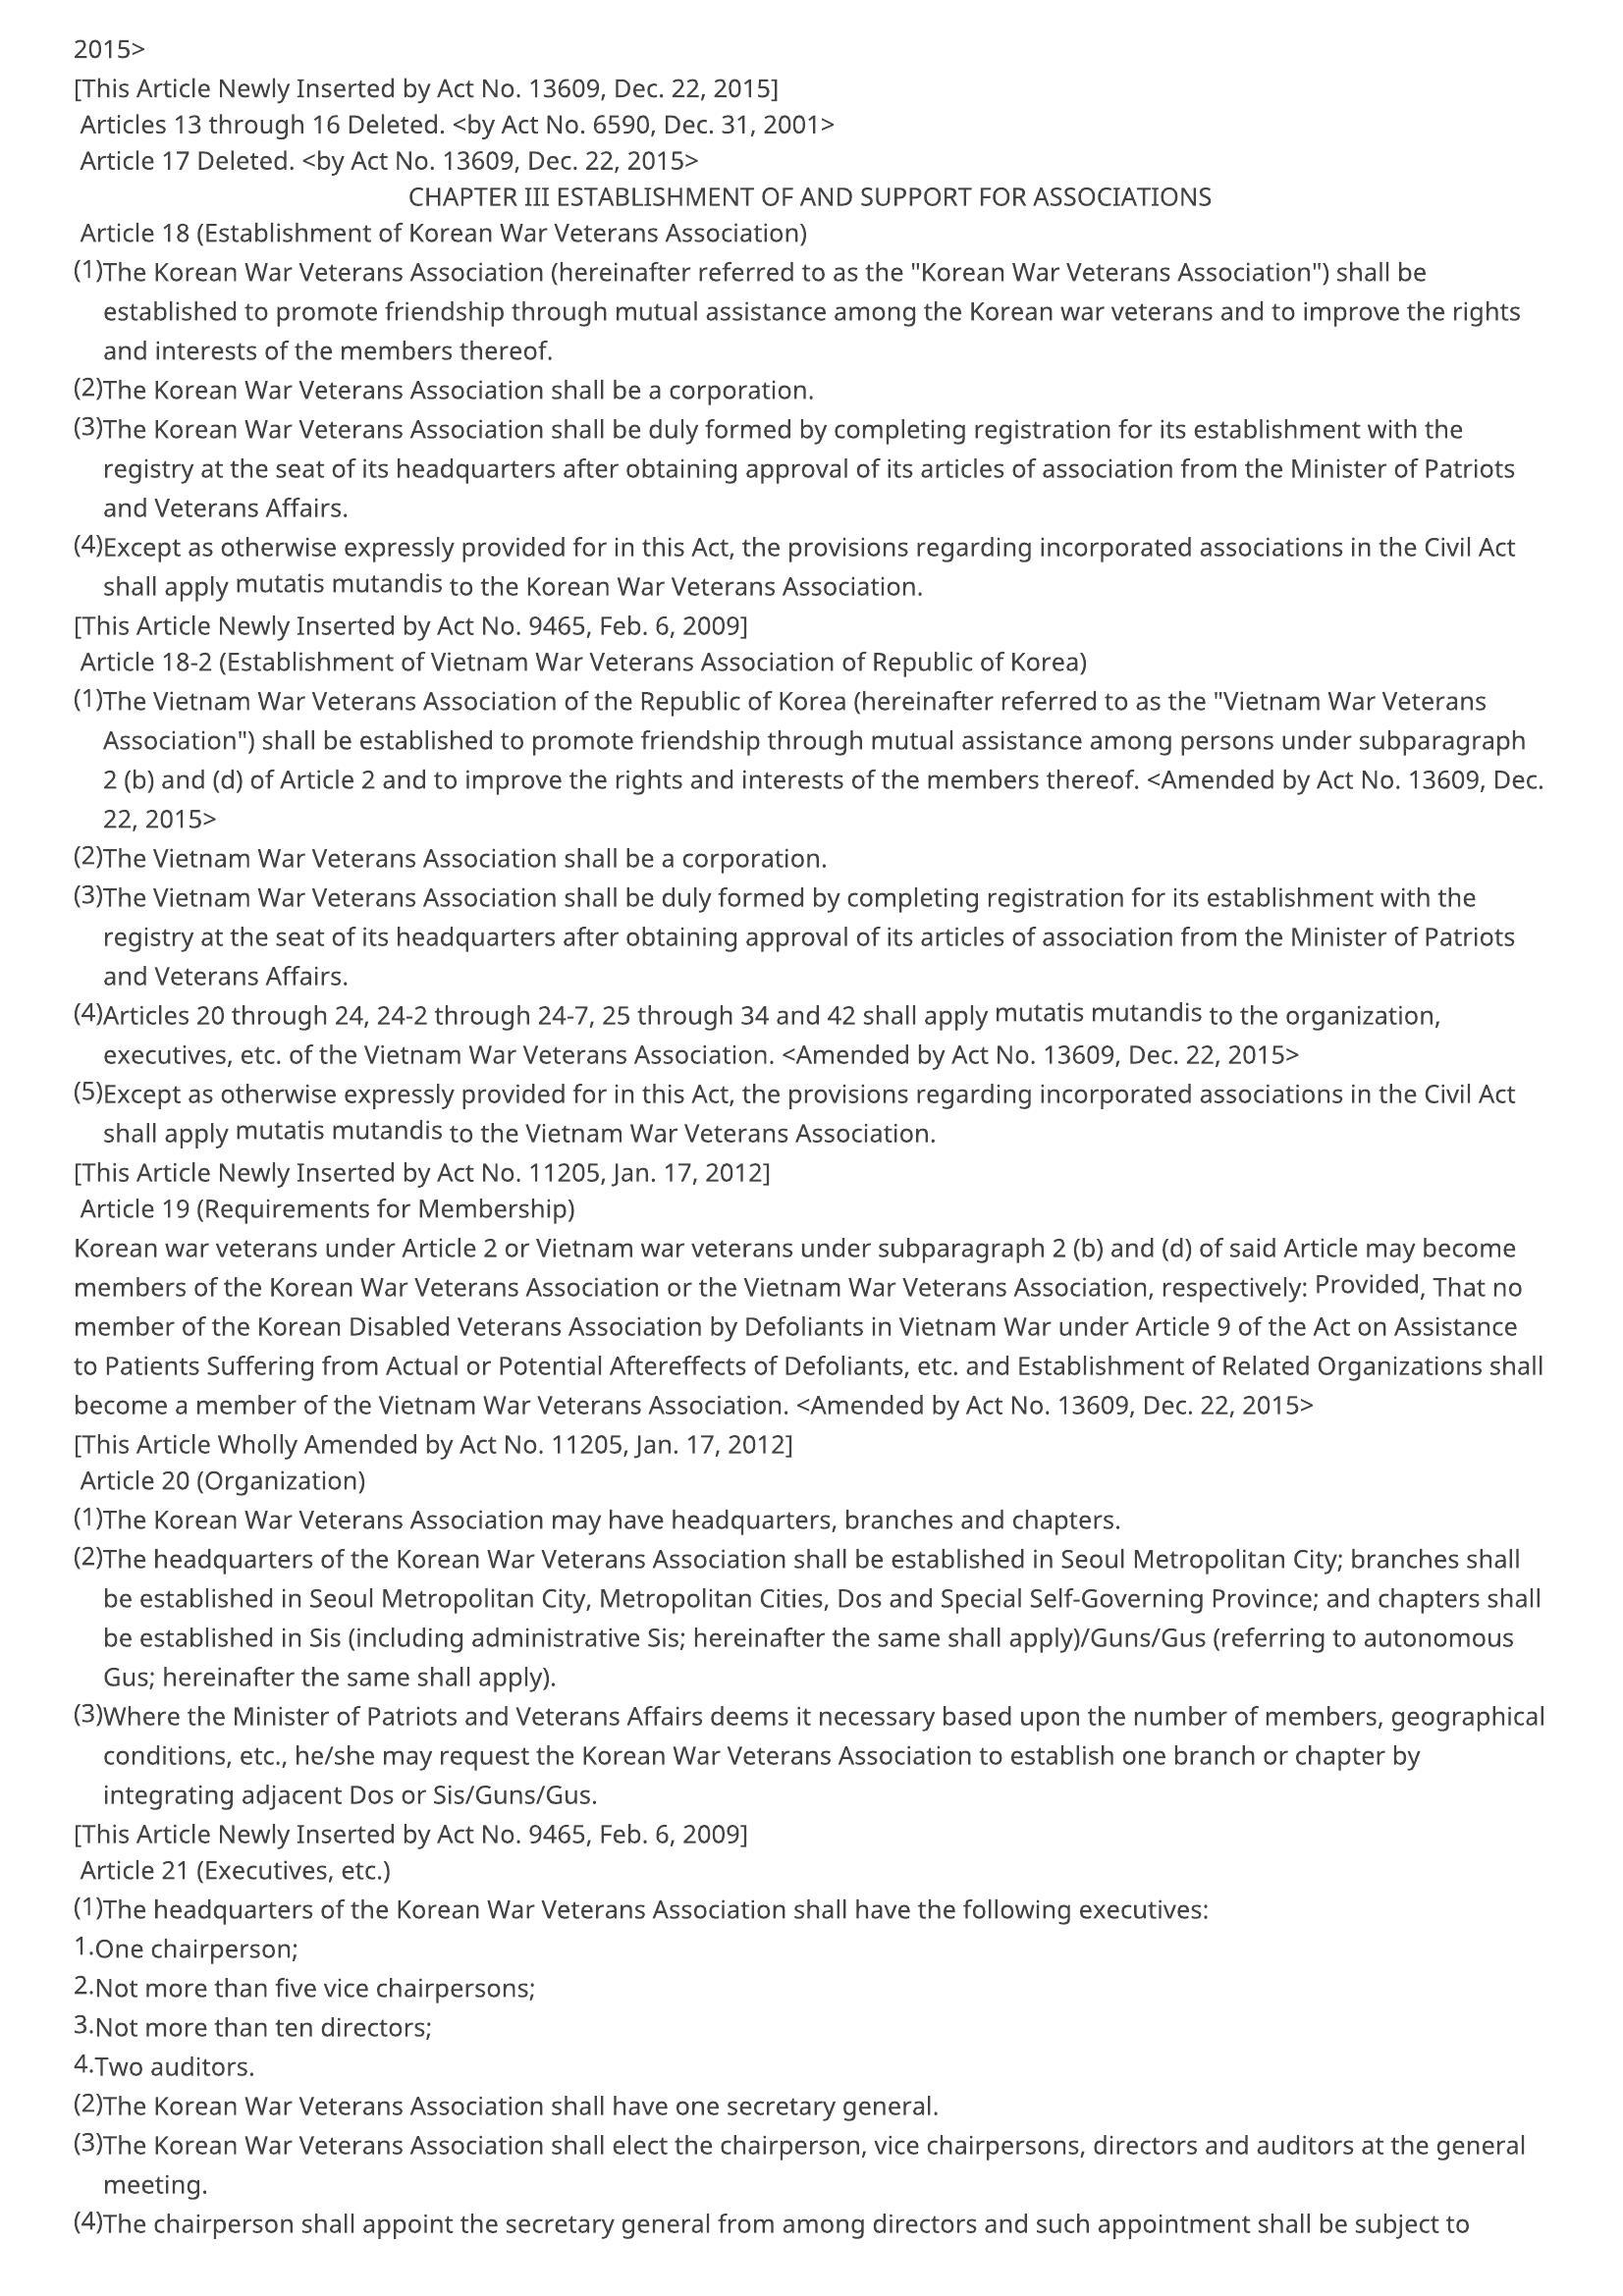 2015>
[This Article Newly Inserted by Act No. 13609, Dec. 22, 2015]
Articles 13 through 16 Deleted. <by Act No. 6590, Dec. 31, 2001>
Article 17 Deleted. <by Act No. 13609, Dec. 22, 2015>
CHAPTER III ESTABLISHMENT OF AND SUPPORT FOR ASSOCIATIONS
Article 18 (Establishment of Korean War Veterans Association)
(1)The Korean War Veterans Association (hereinafter referred to as the "Korean War Veterans Association") shall be
established to promote friendship through mutual assistance among the Korean war veterans and to improve the rights
and interests of the members thereof.
(2)The Korean War Veterans Association shall be a corporation.
(3)The Korean War Veterans Association shall be duly formed by completing registration for its establishment with the
registry at the seat of its headquarters after obtaining approval of its articles of association from the Minister of Patriots
and Veterans Affairs.
(4)Except as otherwise expressly provided for in this Act, the provisions regarding incorporated associations in the Civil Act
shall apply mutatis mutandis to the Korean War Veterans Association.
[This Article Newly Inserted by Act No. 9465, Feb. 6, 2009]
Article 18-2 (Establishment of Vietnam War Veterans Association of Republic of Korea)
(1)The Vietnam War Veterans Association of the Republic of Korea (hereinafter referred to as the "Vietnam War Veterans
Association") shall be established to promote friendship through mutual assistance among persons under subparagraph
2 (b) and (d) of Article 2 and to improve the rights and interests of the members thereof. <Amended by Act No. 13609, Dec.
22, 2015>
(2)The Vietnam War Veterans Association shall be a corporation.
(3)The Vietnam War Veterans Association shall be duly formed by completing registration for its establishment with the
registry at the seat of its headquarters after obtaining approval of its articles of association from the Minister of Patriots
and Veterans Affairs.
(4)Articles 20 through 24, 24-2 through 24-7, 25 through 34 and 42 shall apply mutatis mutandis to the organization,
executives, etc. of the Vietnam War Veterans Association. <Amended by Act No. 13609, Dec. 22, 2015>
(5)Except as otherwise expressly provided for in this Act, the provisions regarding incorporated associations in the Civil Act
shall apply mutatis mutandis to the Vietnam War Veterans Association.
[This Article Newly Inserted by Act No. 11205, Jan. 17, 2012]
Article 19 (Requirements for Membership)
Korean war veterans under Article 2 or Vietnam war veterans under subparagraph 2 (b) and (d) of said Article may become
members of the Korean War Veterans Association or the Vietnam War Veterans Association, respectively: Provided, That no
member of the Korean Disabled Veterans Association by Defoliants in Vietnam War under Article 9 of the Act on Assistance
to Patients Suffering from Actual or Potential Aftereffects of Defoliants, etc. and Establishment of Related Organizations shall
become a member of the Vietnam War Veterans Association. <Amended by Act No. 13609, Dec. 22, 2015>
[This Article Wholly Amended by Act No. 11205, Jan. 17, 2012]
Article 20 (Organization)
(1)The Korean War Veterans Association may have headquarters, branches and chapters.
(2)The headquarters of the Korean War Veterans Association shall be established in Seoul Metropolitan City; branches shall
be established in Seoul Metropolitan City, Metropolitan Cities, Dos and Special Self-Governing Province; and chapters shall
be established in Sis (including administrative Sis; hereinafter the same shall apply)/Guns/Gus (referring to autonomous
Gus; hereinafter the same shall apply).
(3)Where the Minister of Patriots and Veterans Affairs deems it necessary based upon the number of members, geographical
conditions, etc., he/she may request the Korean War Veterans Association to establish one branch or chapter by
integrating adjacent Dos or Sis/Guns/Gus.
[This Article Newly Inserted by Act No. 9465, Feb. 6, 2009]
Article 21 (Executives, etc.)
(1)The headquarters of the Korean War Veterans Association shall have the following executives:
1.One chairperson;
2.Not more than five vice chairpersons;
3.Not more than ten directors;
4.Two auditors.
(2)The Korean War Veterans Association shall have one secretary general.
(3)The Korean War Veterans Association shall elect the chairperson, vice chairpersons, directors and auditors at the general
meeting.
(4)The chairperson shall appoint the secretary general from among directors and such appointment shall be subject to